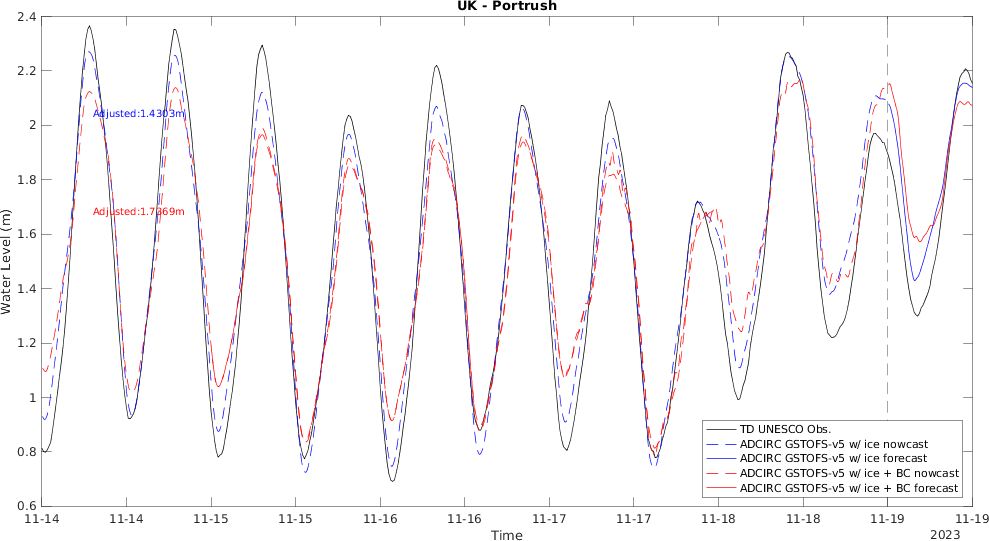 UK - Portrush
2.4
2.2
2
1.8
1.6
1.4
1.2
1
0.8
0.6
Water Level (m)
Adjusted:1.4303m
Adjusted:1.7369m
TD UNESCO Obs.
ADCIRC GSTOFS-v5 w/ ice nowcast
ADCIRC GSTOFS-v5 w/ ice forecast
ADCIRC GSTOFS-v5 w/ ice + BC nowcast
ADCIRC GSTOFS-v5 w/ ice + BC forecast
11-14 11-14 11-15 11-15 11-16 11-16 11-17 11-17 11-18 11-18 11-19 11-19
Time
2023